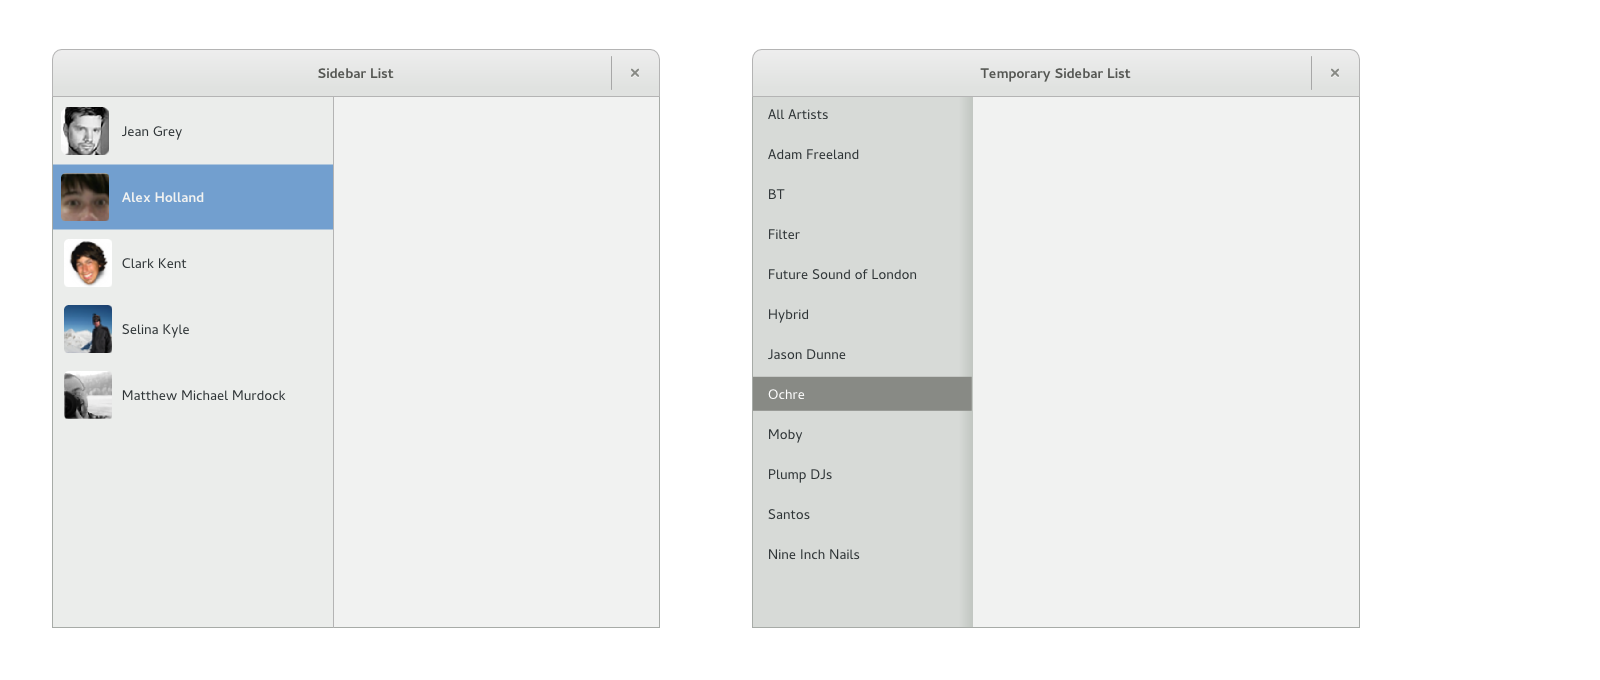 Sidebar List
Jean Grey
Alex Holland
Clark Kent
Selina Kyle
Matthew Michael Murdock
Temporary Sidebar List
All Artists
Adam Freeland
BT
Filter
Future Sound of London
Hybrid
Jason Dunne
Ochre
Moby
Plump DJs
Santos
Nine Inch Nails